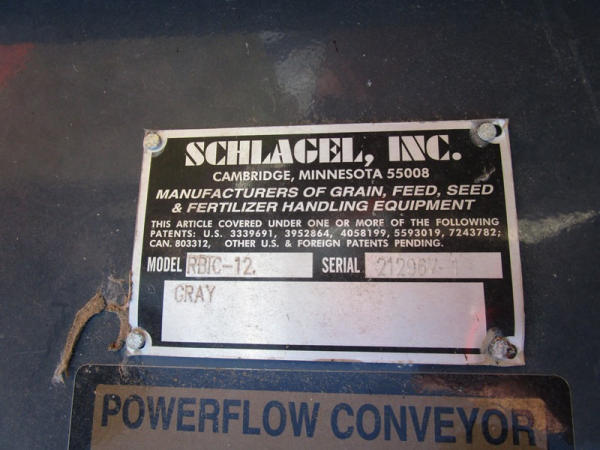 SCHLAGEL, INC.
CAMBRIDGE, MINNESOTA 55008
MANUFACTURERS OF GRAIN, FEED, SEED
& FERTILIZER HANDLING EQUIPMENT
THIS ARTICLE COVERED UNDER ONE OR MORE OF THE FOLLOWING
PATENTS: U.S. 3339691, 3952864, 4058199, 5593019, 7243782;
CAN. 803312, OTHER U.S. & FOREIGN PATENTS PENDING.
MODEL RBIC-12. SERIAL
GRAY
POWERFLOW CONVEYOR